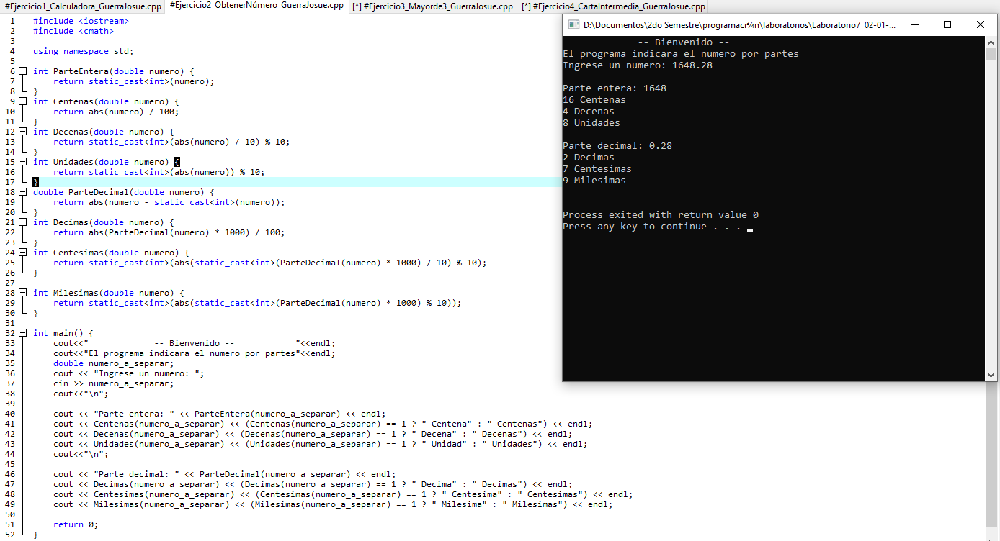 #Ejercicio1_Calculadora_GuerraJosue.cpp #Ejercicio2_ObtenerNúmero_GuerraJosue.cpp [*] #Ejercicio3_Mayorde3_GuerraJosue.cpp [*] #Ejercicio4_CartaIntermedia_GuerraJosue.cpp
1 #include <iostream>
2 #include <cmath>
3
4 using namespace std;
5
6 int ParteEntera(double numero) {
7 return static_cast<int>(numero);
8 }
9 int Centenas(double numero) {
10 return abs(numero) / 100;
11 }
12 int Decenas(double numero) {
13 return static_cast<int>(abs(numero) / 10) % 10;
14 }
15 int Unidades(double numero) {
16 return static_cast<int>(abs(numero)) % 10;
17 }
18 double ParteDecimal(double numero) {
19 return abs(numero - static_cast<int>(numero));
20 }
21 int Decimas(double numero) {
22 return abs(ParteDecimal(numero) * 1000) / 100;
23 }
24 int Centesimas(double numero) {
25 return static_cast<int>(abs(static_cast<int>(ParteDecimal(numero) * 1000) / 10) % 10);
26 }
27
28 int Milesimas(double numero) {
29 return static_cast<int>(abs(static_cast<int>(ParteDecimal(numero) * 1000) % 10));
30 }
31
32 int main() {
33 cout<<"             -- Bienvenido --            "<<endl;
34 cout<<"El programa indicara el numero por partes"<<endl;
35 double numero_a_separar;
36 cout << "Ingrese un numero: ";
37 cin >> numero_a_separar;
38 cout<<"\n";
39
40 cout << "Parte entera: " << ParteEntera(numero_a_separar) << endl;
41 cout << Centenas(numero_a_separar) << (Centenas(numero_a_separar) == 1 ? " Centena" : " Centenas") << endl;
42 cout << Decenas(numero_a_separar) << (Decenas(numero_a_separar) == 1 ? " Decena" : " Decenas") << endl;
43 cout << Unidades(numero_a_separar) << (Unidades(numero_a_separar) == 1 ? " Unidad" : " Unidades") << endl;
44 cout<<"\n";
45
46 cout << "Parte decimal: " << ParteDecimal(numero_a_separar) << endl;
47 cout << Decimas(numero_a_separar) << (Decimas(numero_a_separar) == 1 ? " Decima" : " Decimas") << endl;
48 cout << Centesimas(numero_a_separar) << (Centesimas(numero_a_separar) == 1 ? " Centesima" : " Centesimas") << endl;
49 cout << Milesimas(numero_a_separar) << (Milesimas(numero_a_separar) == 1 ? " Milesima" : " Milesimas") << endl;
50
51 return 0;
52 }
D:\Documentos\2do Semestre\programaci¾n\laboratorios\Laboratorio7 02-01-...
-- Bienvenido --
El programa indicara el numero por partes
Ingrese un numero: 1648.28
Parte entera: 1648
16 Centenas
4 Decenas
8 Unidades
Parte decimal: 0.28
2 Decimas
7 Centesimas
9 Milesimas
--------------------------------
Process exited with return value 0
Press any key to continue . . .